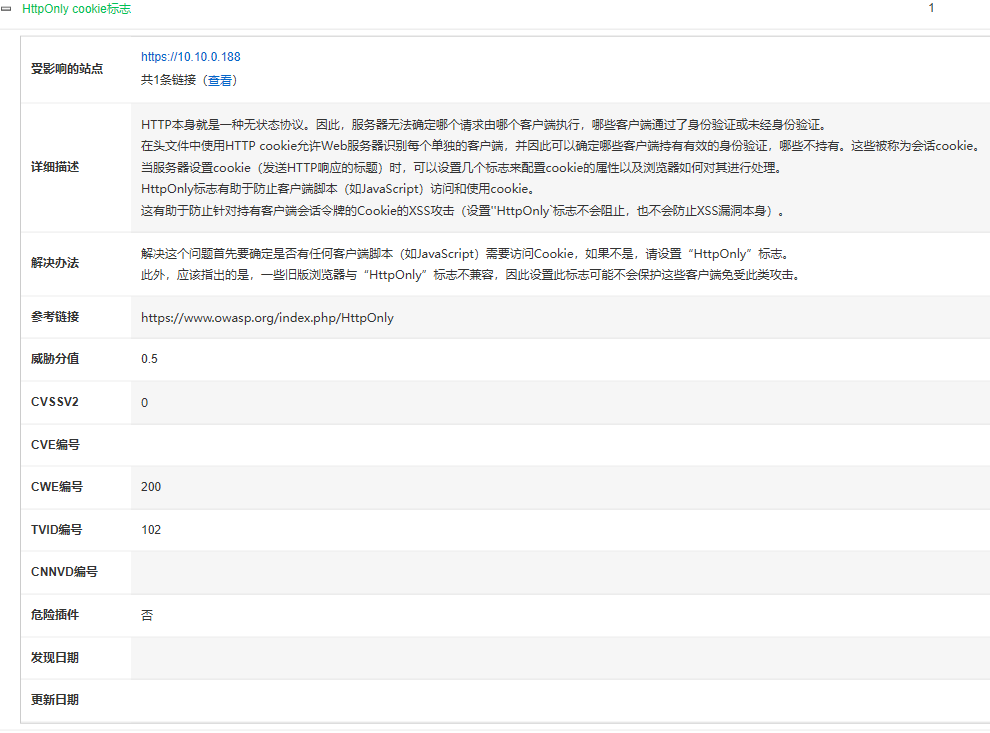 HttpOnly cookie标志 1
受影响的站点
https://10.10.0.188
共1条链接（查看）
详细描述
HTTP本身就是一种无状态协议。因此，服务器无法确定哪个请求由哪个客户端执行，哪些客户端通过了身份验证或未经身份验证。
在头文件中使用HTTP cookie允许Web服务器识别每个单独的客户端，并因此可以确定哪些客户端持有有效的身份验证，哪些不持有。这些被称为会话cookie。
当服务器设置cookie（发送HTTP响应的标题）时，可以设置几个标志来配置cookie的属性以及浏览器如何对其进行处理。
HttpOnly标志有助于防止客户端脚本（如JavaScript）访问和使用cookie。
这有助于防止针对持有客户端会话令牌的Cookie的XSS攻击（设置''HttpOnly`标志不会阻止，也不会防止XSS漏洞本身）。
解决办法
解决这个问题首先要确定是否有任何客户端脚本（如JavaScript）需要访问Cookie，如果不是，请设置“HttpOnly”标志。
此外，应该指出的是，一些旧版浏览器与“HttpOnly”标志不兼容，因此设置此标志可能不会保护这些客户端免受此类攻击。
参考链接
https://www.owasp.org/index.php/HttpOnly
威胁分值
0.5
CVSSV2
0
CVE编号
CWE编号
200
TVID编号
102
CNNVD编号
危险插件
否
发现日期
更新日期